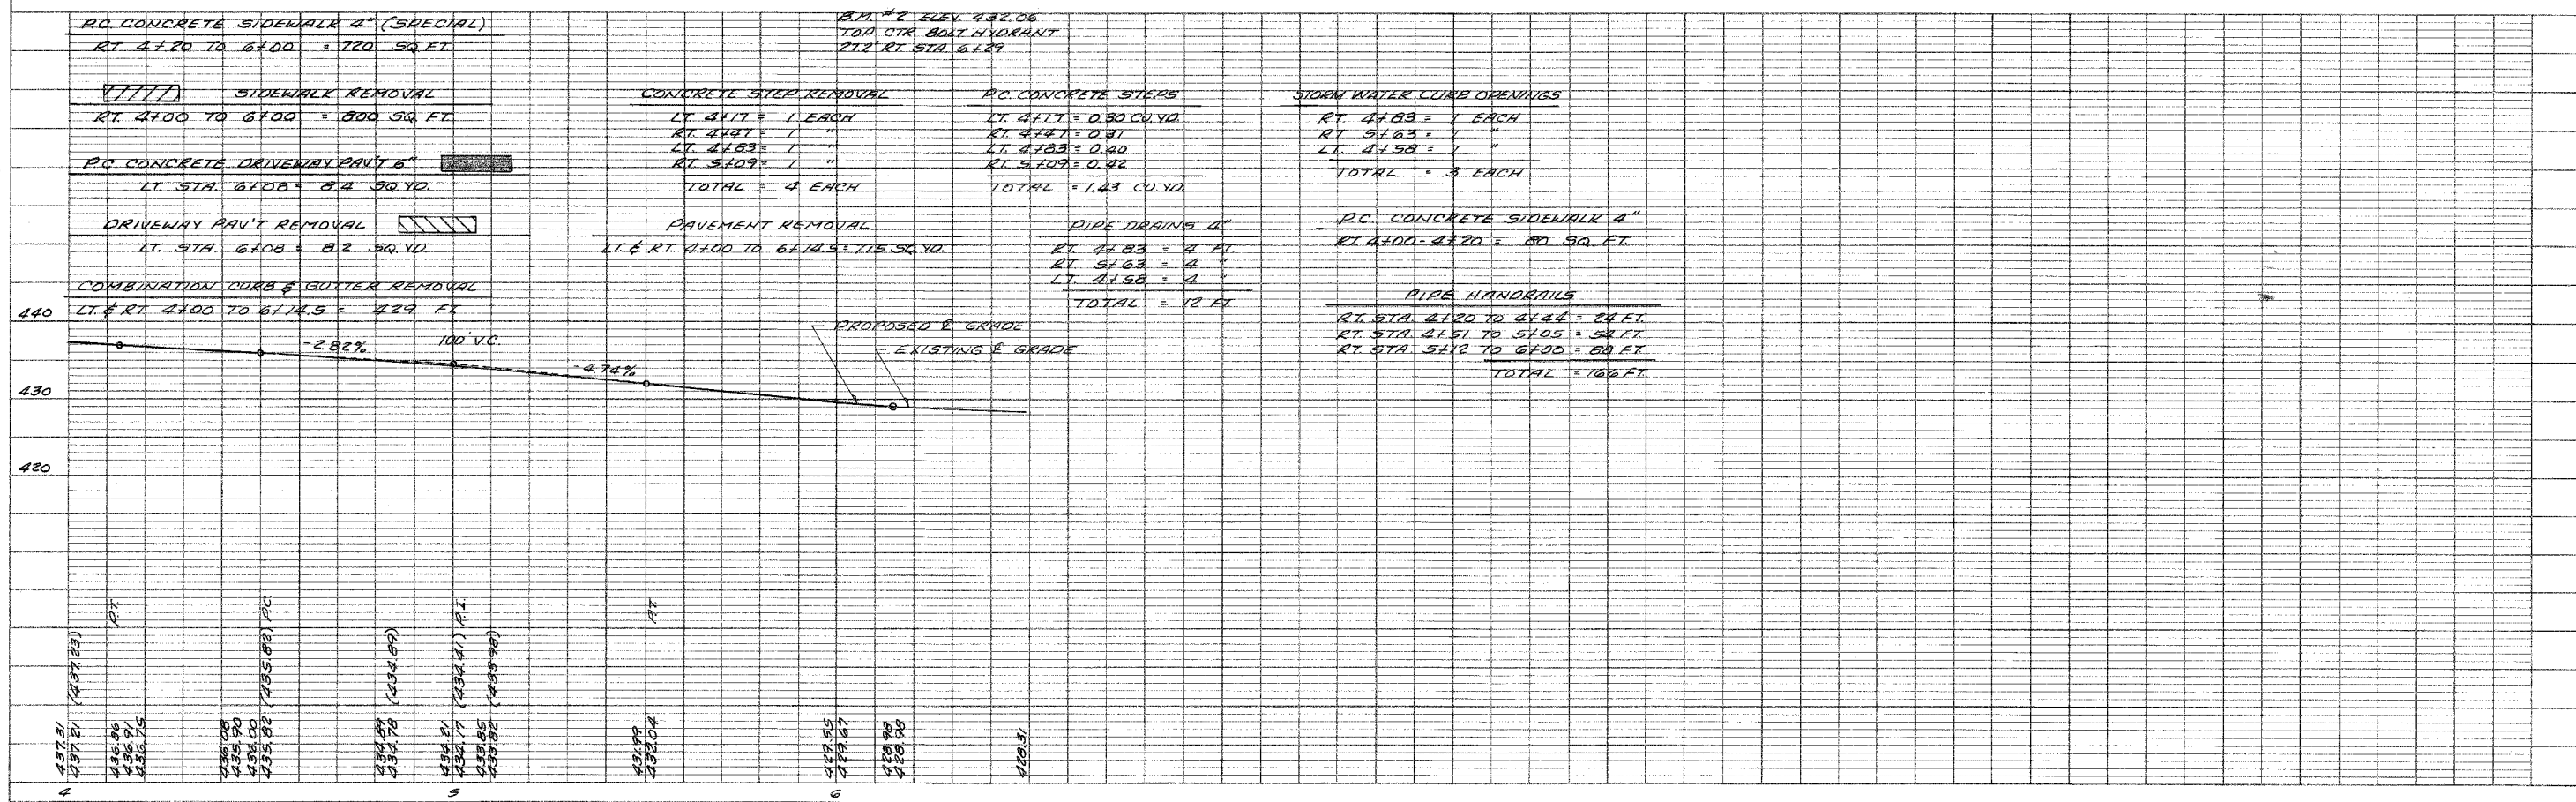 P.C. CONCRETE SIDEWALK 4" (SPECIAL)
RT. 4+20 TO 6+00 = 720 SQ. FT.
B.M. #2 ELEV. 432.06
TOP CTR. BOLT HYDRANT
27.2' RT. STA. 6+29
SIDEWALK REMOVAL
RT. 4+00 TO 6+00 = 800 SQ. FT.
P.C. CONCRETE DRIVEWAY PAV'T 6"
LT. STA. 6+08 = 8.4 SQ. YD.
DRIVEWAY PAV'T REMOVAL
LT. STA. 6+08 = 8.2 SQ. YD.
COMBINATION CURB & GUTTER REMOVAL
LT. & RT. 4+00 TO 6+14.5 = 429 FT.
CONCRETE STEP REMOVAL
LT. 4+17 = 1 EACH
RT. 4+47 = 1 "
LT. 4+83 = 1 "
RT. 5+09 = 1 "
TOTAL = 4 EACH
PAVEMENT REMOVAL
LT. & RT. 4+00 TO 6+14.5 = 715 SQ. YD.
P.C. CONCRETE STEPS
LT. 4+17 = 0.30 CU. YD.
RT. 4+47 = 0.31
LT. 4+83 = 0.40
RT. 5+09 = 0.42
TOTAL = 1.43 CU. YD.
PIPE DRAINS 4"
RT. 4+83 = 4 FT.
RT. 5+63 = 4 "
LT. 4+58 = 4 "
TOTAL = 12 FT.
STORM WATER CURB OPENINGS
RT. 4+83 = 1 EACH
RT. 5+63 = 1 "
LT. 4+58 = 1 "
TOTAL = 3 EACH
P.C. CONCRETE SIDEWALK 4"
RT. 4+00 - 4+20 = 80 SQ. FT.
PIPE HANDRAILS
RT. STA. 4+20 TO 4+44 = 24 FT.
RT. STA. 4+51 TO 5+05 = 54 FT.
RT. STA. 5+12 TO 6+00 = 88 FT.
TOTAL = 166 FT.
440
430
420
-2.82%
100' V.C.
-4.74%
PROPOSED ℄ GRADE
EXISTING ℄ GRADE
437.31
437.21 (437.23)
436.86 P.T.
436.91
436.75
436.08
435.90
436.00
435.82 (435.82) P.C.
434.89
434.78 (434.89)
434.21
434.17 (434.41) P.I.
433.85
433.82 (433.98)
431.99
432.04 P.T.
429.55
429.67
428.98
428.98
428.31
4
5
6